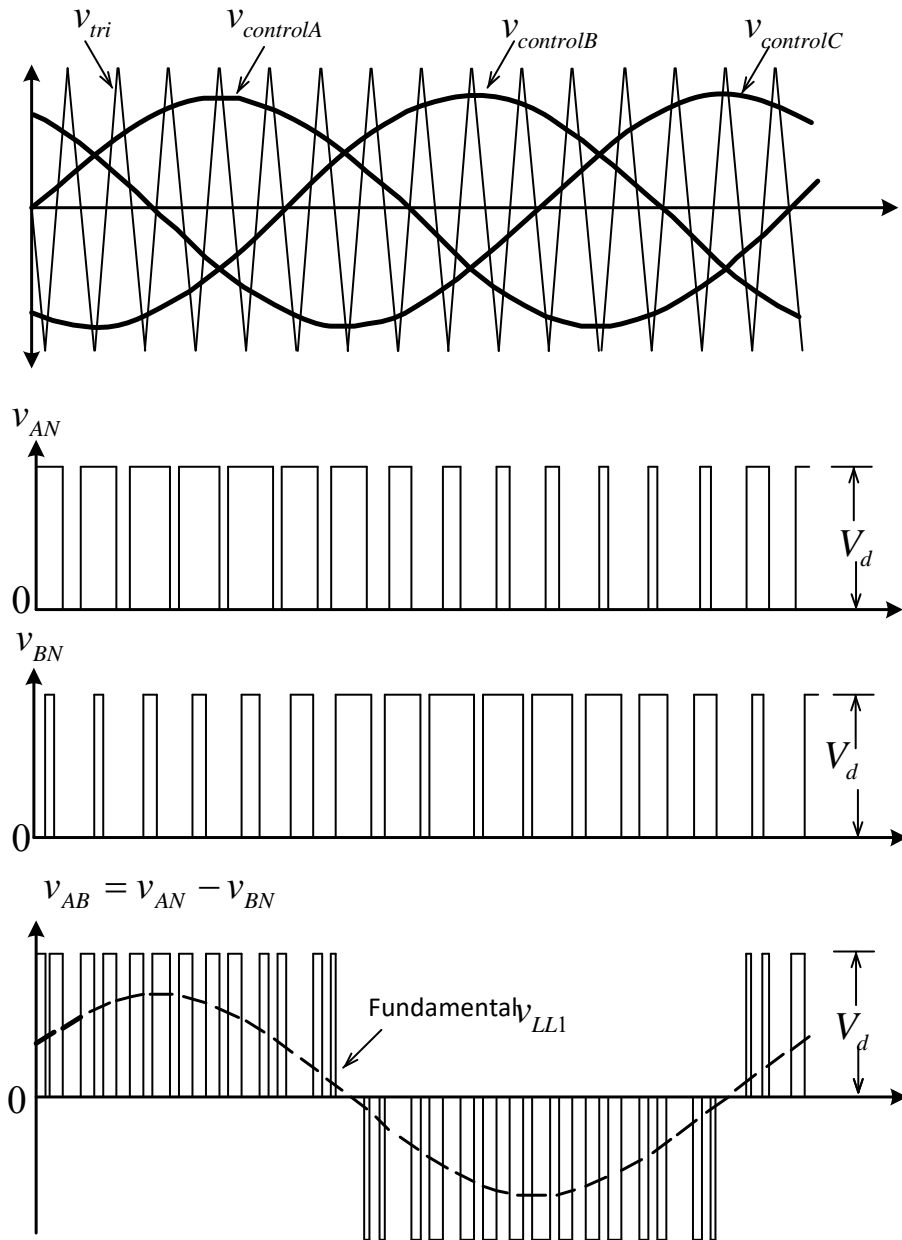 v_tri v_controlA v_controlB v_controlC
v_AN
V_d
0
v_BN
V_d
0
v_AB = v_AN − v_BN
Fundamental v_LL1
V_d
0